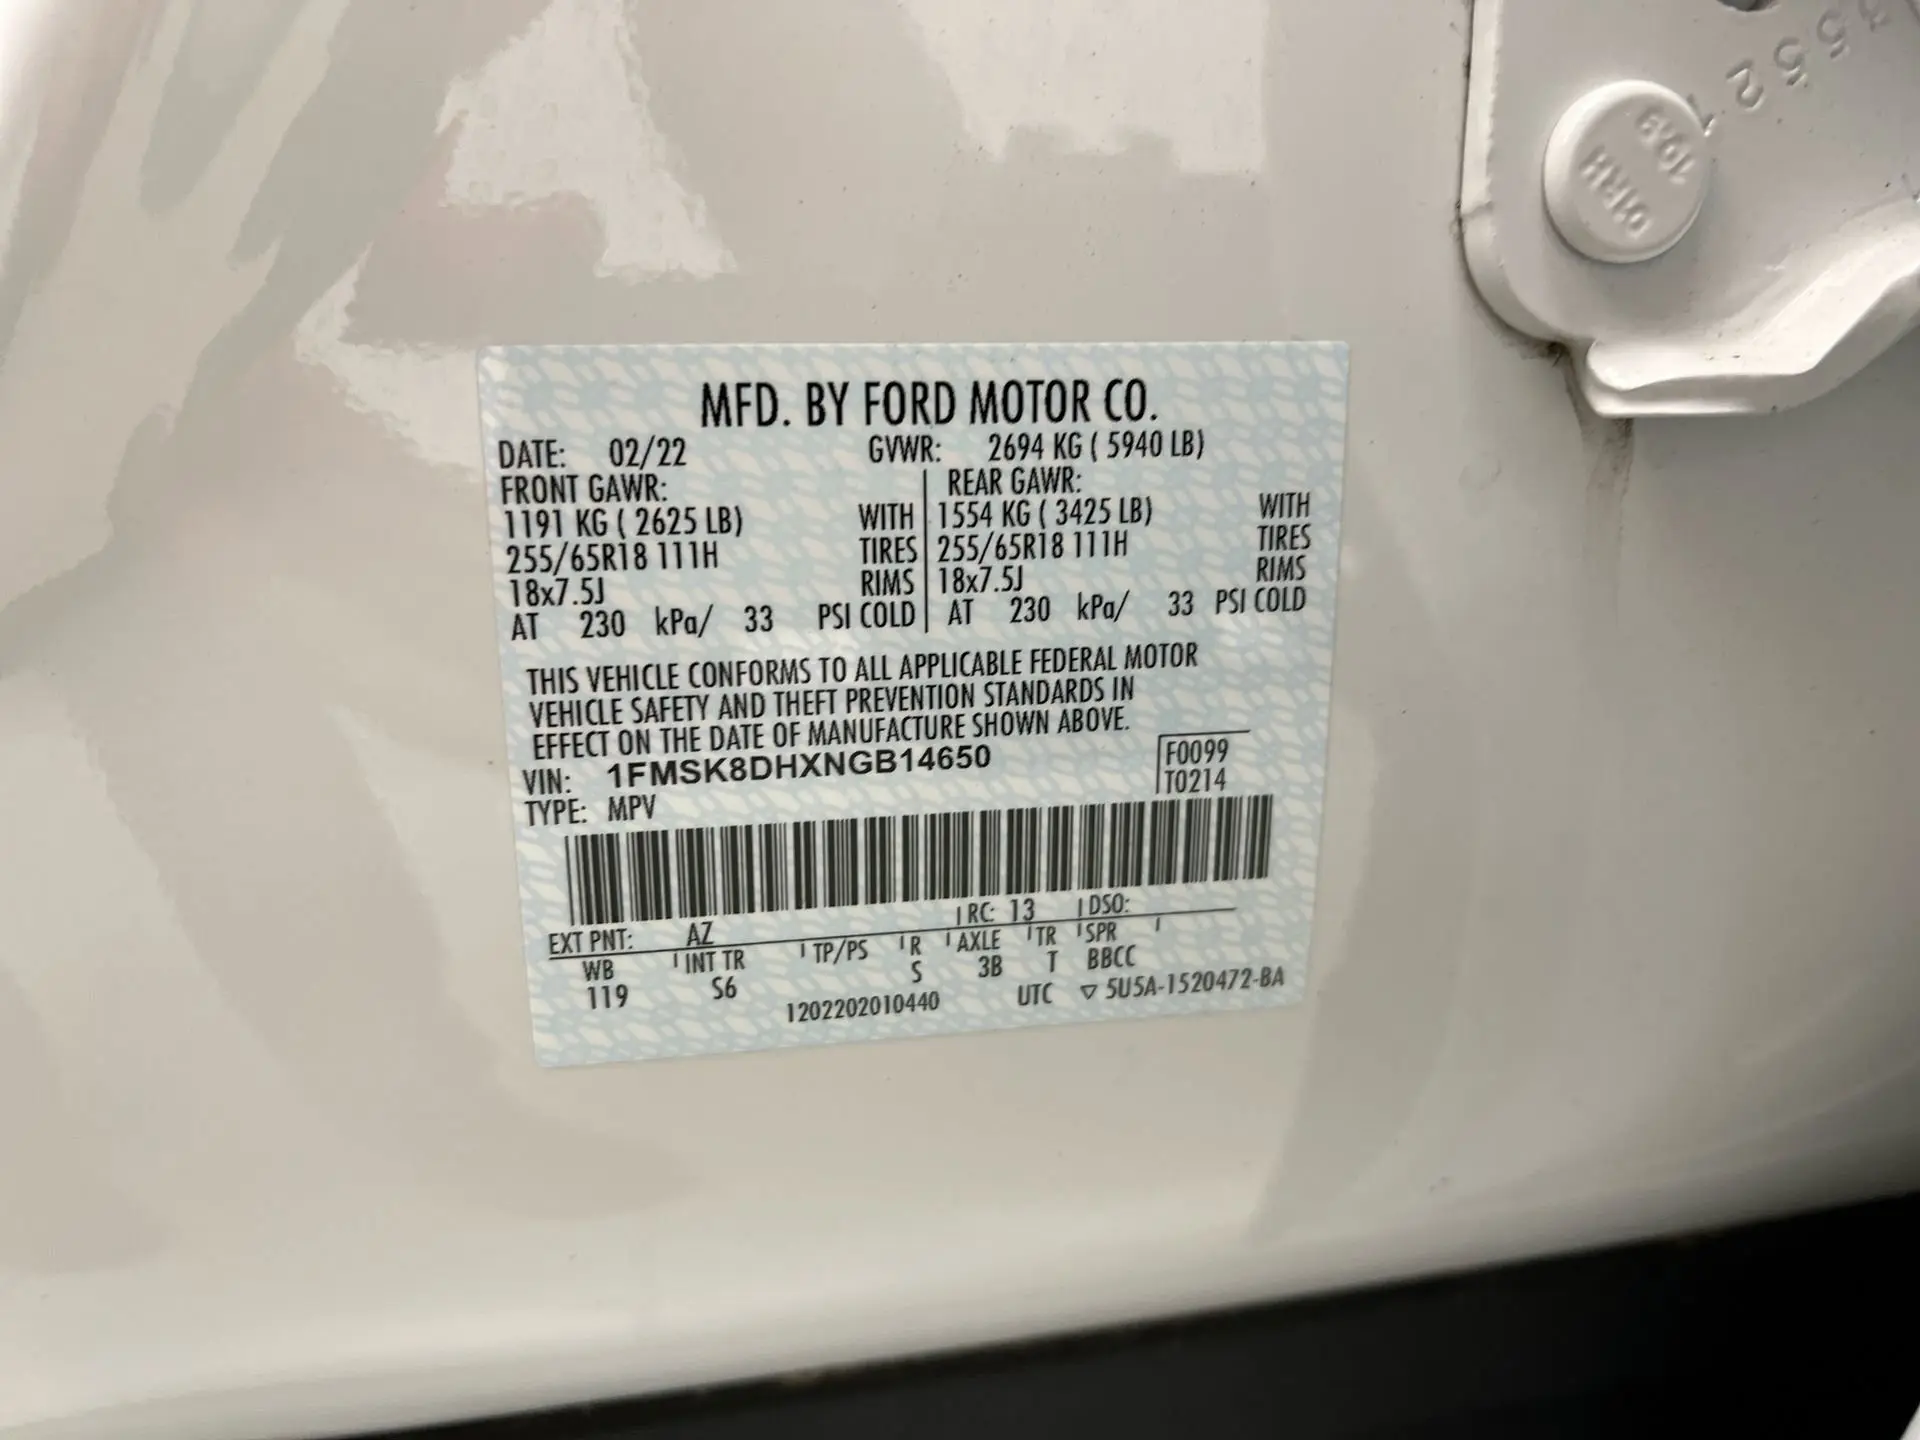 MFD. BY FORD MOTOR CO.
DATE: 02/22 GVWR: 2694 KG ( 5940 LB)
FRONT GAWR: REAR GAWR:
1191 KG ( 2625 LB) WITH 1554 KG ( 3425 LB) WITH
255/65R18 111H TIRES 255/65R18 111H TIRES
18x7.5J RIMS 18x7.5J RIMS
AT 230 kPa/ 33 PSI COLD AT 230 kPa/ 33 PSI COLD
THIS VEHICLE CONFORMS TO ALL APPLICABLE FEDERAL MOTOR
VEHICLE SAFETY AND THEFT PREVENTION STANDARDS IN
EFFECT ON THE DATE OF MANUFACTURE SHOWN ABOVE.
VIN: 1FMSK8DHXNGB14650 F0099
TYPE: MPV T0214
EXT PNT: AZ RC: 13 DSO:
WB INT TR TP/PS R AXLE TR SPR
119 S6 S 3B T BBCC
1202202010440 UTC ▽ 5U5A-1520472-BA
61RH